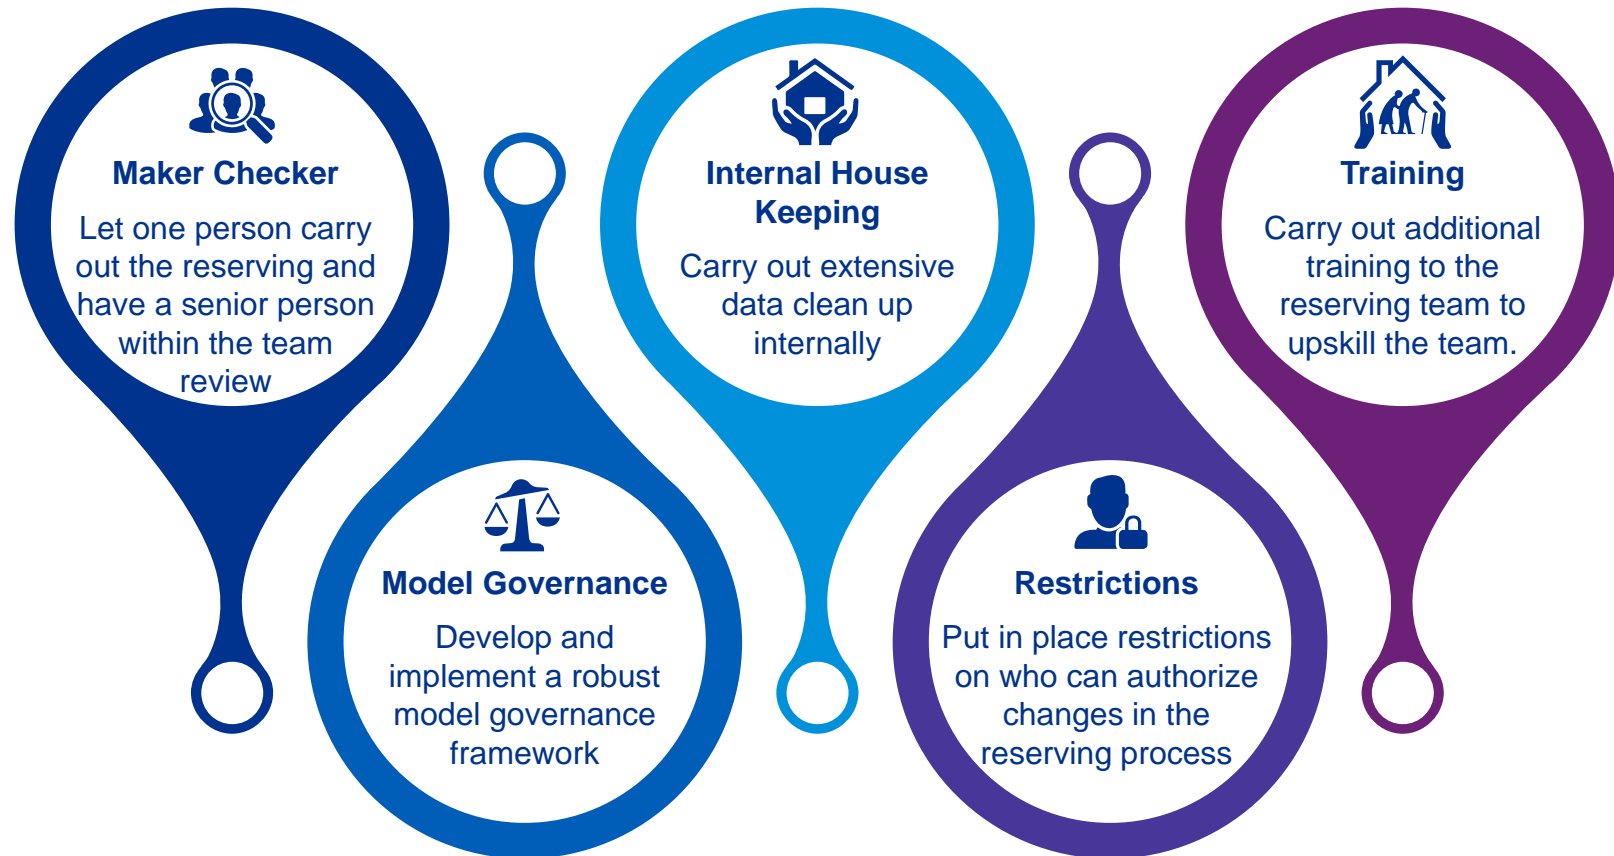 Maker Checker
Let one person carry
out the reserving and
have a senior person
within the team
review
Model Governance
Develop and
implement a robust
model governance
framework
Internal House
Keeping
Carry out extensive
data clean up
internally
Restrictions
Put in place restrictions
on who can authorize
changes in the
reserving process
Training
Carry out additional
training to the
reserving team to
upskill the team.